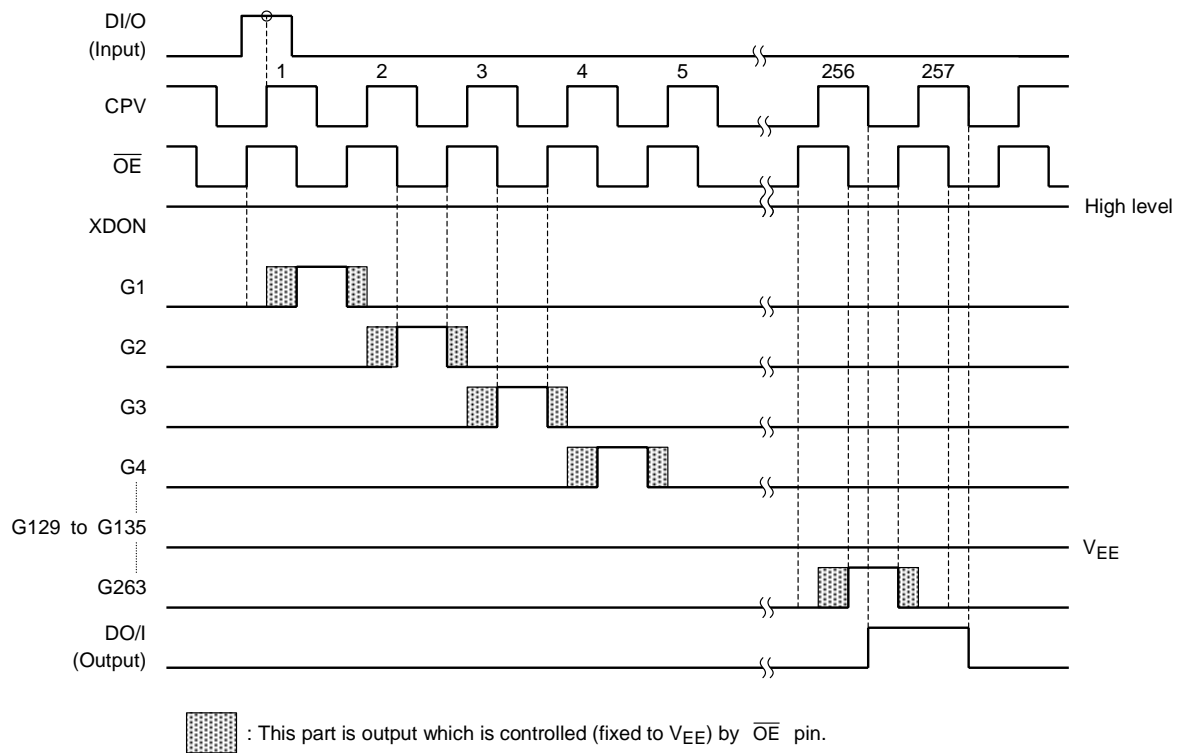 DI/O
(Input)
1 2 3 4 5 256 257
CPV
OE
High level
XDON
G1
G2
G3
G4
G129 to G135
VEE
G263
DO/I
(Output)
: This part is output which is controlled (fixed to VEE) by OE pin.